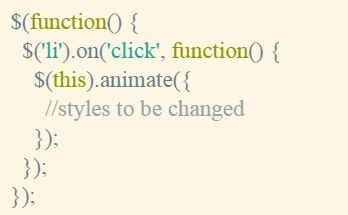 $(function() {
  $('li').on('click', function() {
    $(this).animate({
      //styles to be changed
    });
  });
});